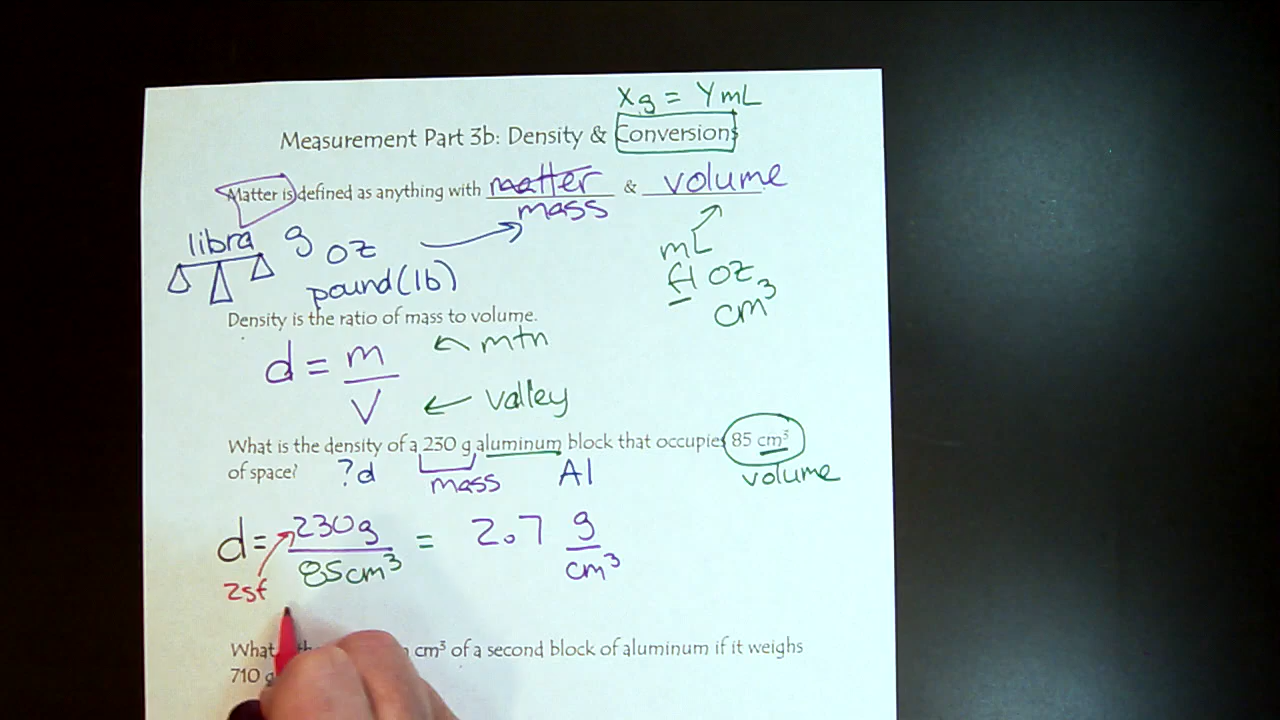 Xg = YmL
Measurement Part 3b: Density & Conversions
Matter is defined as anything with matter & volume
mass
libra g oz
pound(lb)
mL
fl oz
cm³
Density is the ratio of mass to volume.
d = m/V
← mtn
← valley
What is the density of a 230 g aluminum block that occupies 85 cm³
of space? ?d mass Al volume
d = 230g/85cm³ = 2.7 g/cm³
2sf
What cm³ of a second block of aluminum if it weighs
710 g